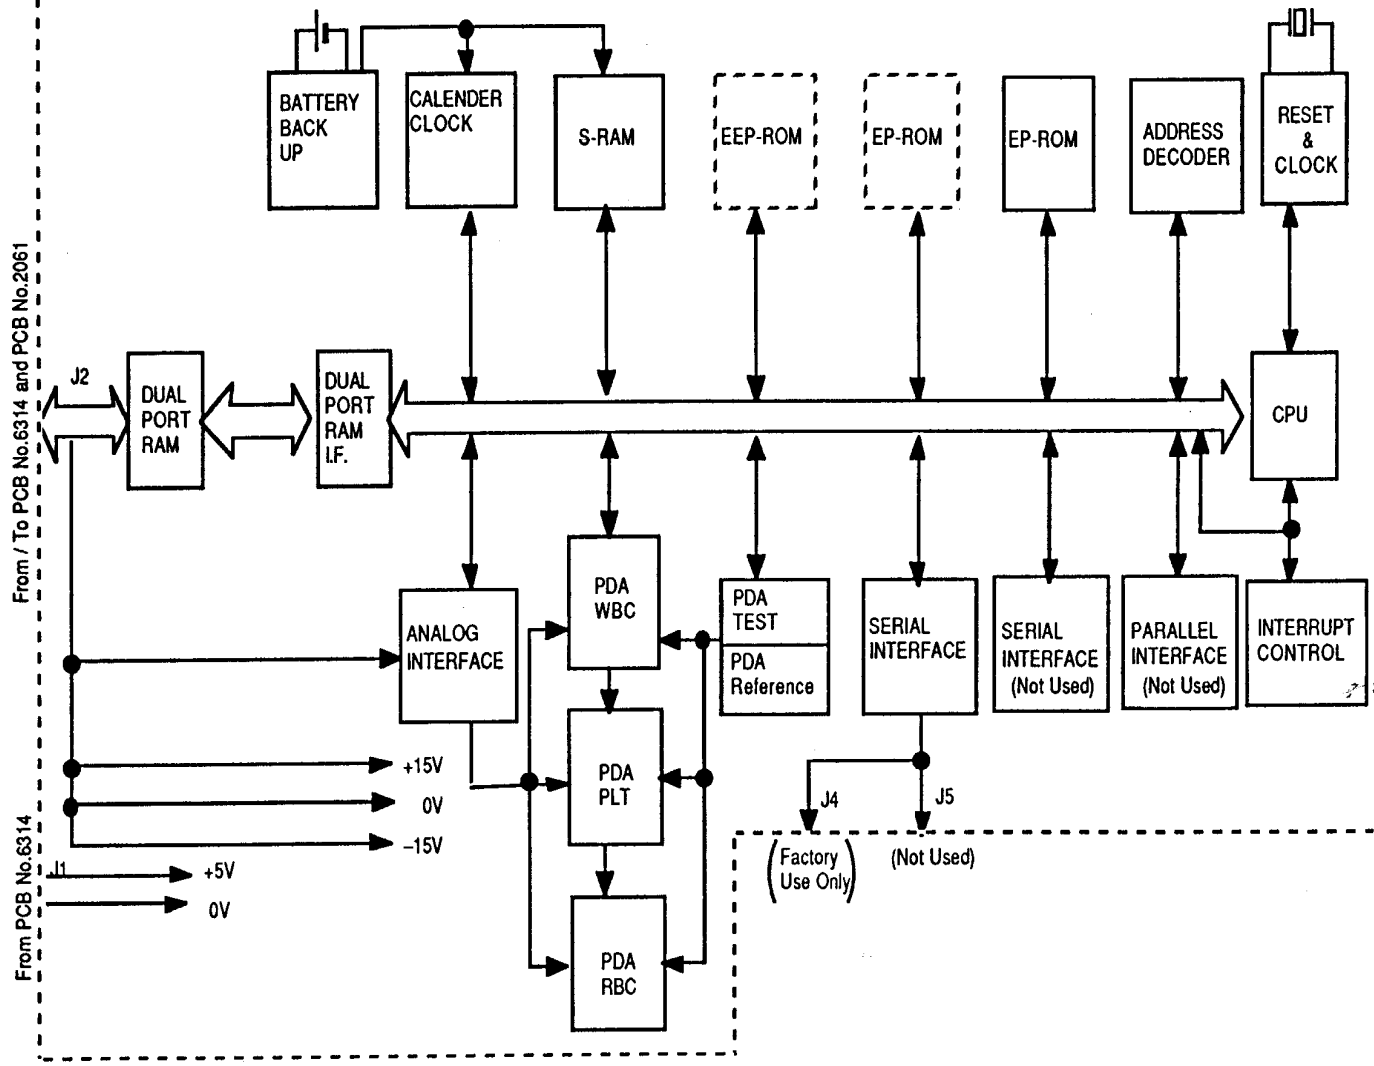 BATTERY
BACK
UP
CALENDER
CLOCK
S-RAM
EEP-ROM
EP-ROM
EP-ROM
ADDRESS
DECODER
RESET
&
CLOCK
From / To PCB No.6314 and PCB No.2061
J2
DUAL
PORT
RAM
DUAL
PORT
RAM
I.F.
CPU
ANALOG
INTERFACE
PDA
WBC
PDA
TEST
PDA
Reference
SERIAL
INTERFACE
SERIAL
INTERFACE
(Not Used)
PARALLEL
INTERFACE
(Not Used)
INTERRUPT
CONTROL
+15V
0V
−15V
PDA
PLT
J4
J5
From PCB No.6314
J1
+5V
0V
(Factory
Use Only)
(Not Used)
PDA
RBC